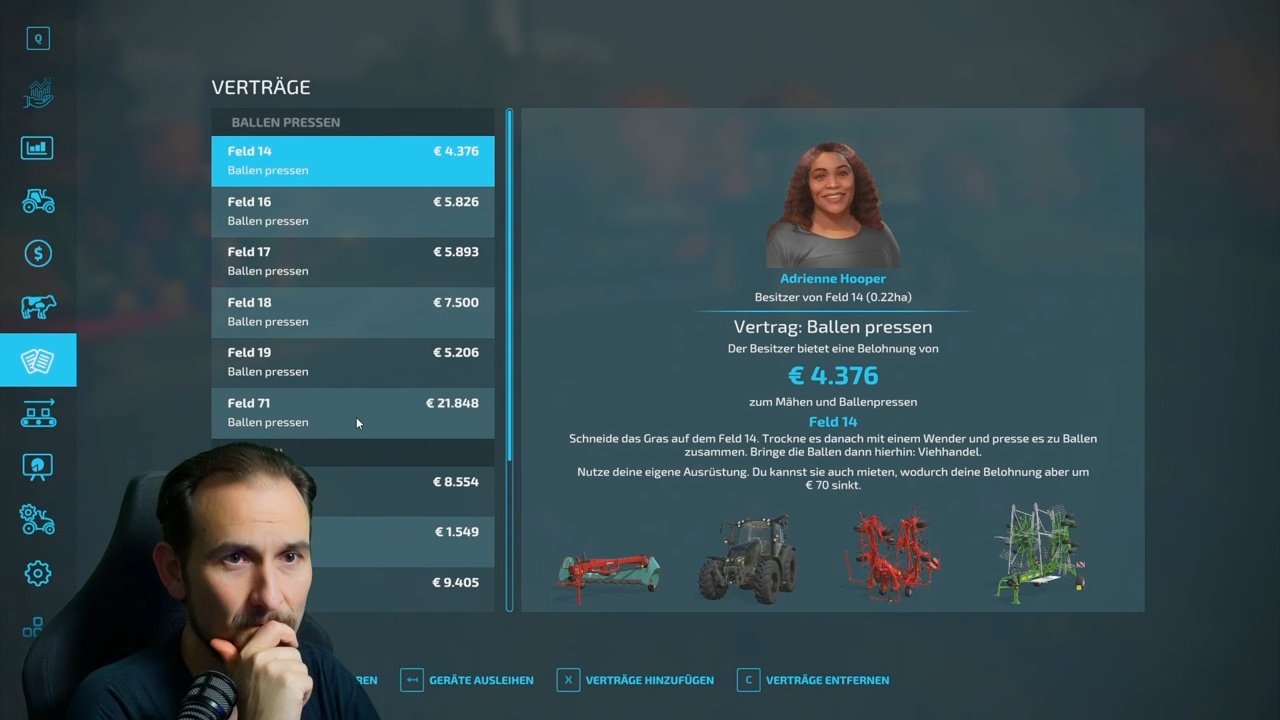 Q
VERTRÄGE
BALLEN PRESSEN
Feld 14 € 4.376
Ballen pressen
Feld 16 € 5.826
Ballen pressen
Feld 17 € 5.893
Ballen pressen
Feld 18 € 7.500
Ballen pressen
Feld 19 € 5.206
Ballen pressen
Feld 71 € 21.848
Ballen pressen
€ 8.554
€ 1.549
€ 9.405
Adrienne Hooper
Besitzer von Feld 14 (0.22ha)
Vertrag: Ballen pressen
Der Besitzer bietet eine Belohnung von
€ 4.376
zum Mähen und Ballenpressen
Feld 14
Schneide das Gras auf dem Feld 14. Trockne es danach mit einem Wender und presse es zu Ballen
zusammen. Bringe die Ballen dann hierhin: Viehhandel.
Nutze deine eigene Ausrüstung. Du kannst sie auch mieten, wodurch deine Belohnung aber um
€ 70 sinkt.
GERÄTE AUSLEIHEN X VERTRÄGE HINZUFÜGEN C VERTRÄGE ENTFERNEN